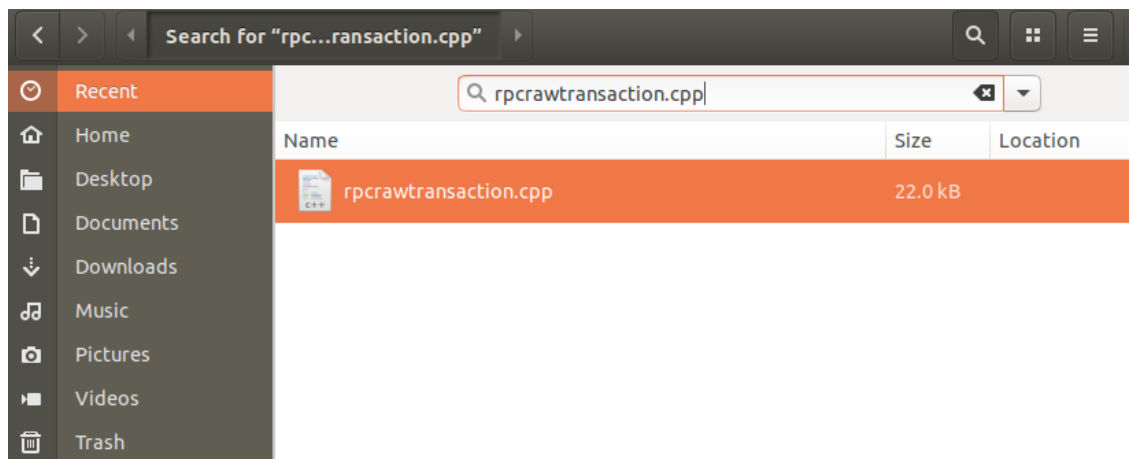 Search for “rpc...ransaction.cpp”
Recent
rpcrawtransaction.cpp
Home
Name Size Location
Desktop
rpcrawtransaction.cpp 22.0 kB
C++
Documents
Downloads
Music
Pictures
Videos
Trash